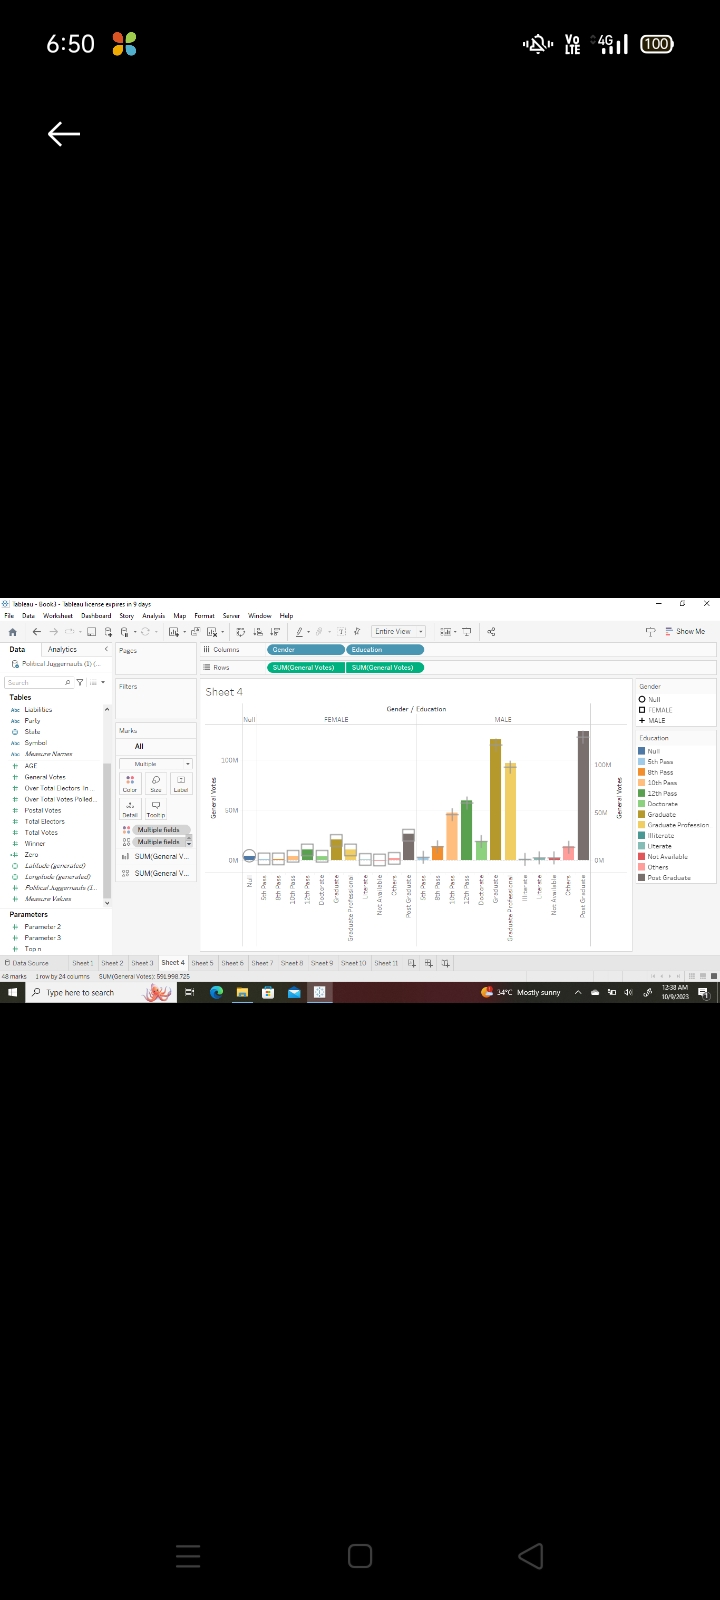 6:50
Vo LTE 4G 100
Tableau - Book3 - Tableau license expires in 9 days
File Data Worksheet Dashboard Story Analysis Map Format Server Window Help
Entire View
Show Me
Data Analytics
Political Juggernauts (1) (...
Search
Tables
Abc Liabilities
Abc Party
State
Abc Symbol
Abc Measure Names
AGE
General Votes
Over Total Electors In ...
Over Total Votes Polled...
Postal Votes
Total Electors
Total Votes
Winner
Zero
Latitude (generated)
Longitude (generated)
Political Juggernauts (1...
Measure Values
Parameters
Parameter 2
Parameter 3
Top n
Pages
Filters
Marks
All
Multiple
Color Size Label
Detail Tooltip
Multiple fields
Multiple fields
SUM(General V...
SUM(General V...
Columns Gender Education
Rows SUM(General Votes) SUM(General Votes)
Sheet 4
Gender / Education
Null FEMALE MALE
General Votes
100M
50M
0M
100M
50M
0M
General Votes
Null
5th Pass
8th Pass
10th Pass
12th Pass
Doctorate
Graduate
Graduate Professional
Literate
Not Available
Others
Post Graduate
5th Pass
8th Pass
10th Pass
12th Pass
Doctorate
Graduate
Graduate Professional
Illiterate
Literate
Not Available
Others
Post Graduate
Gender
Null
FEMALE
MALE
Education
Null
5th Pass
8th Pass
10th Pass
12th Pass
Doctorate
Graduate
Graduate Profession
Illiterate
Literate
Not Available
Others
Post Graduate
Data Source Sheet 1 Sheet 2 Sheet 3 Sheet 4 Sheet 5 Sheet 6 Sheet 7 Sheet 8 Sheet 9 Sheet 10 Sheet 11
48 marks 1 row by 24 columns SUM(General Votes): 591,998,725
Type here to search
34°C Mostly sunny
12:38 AM
10/9/2023